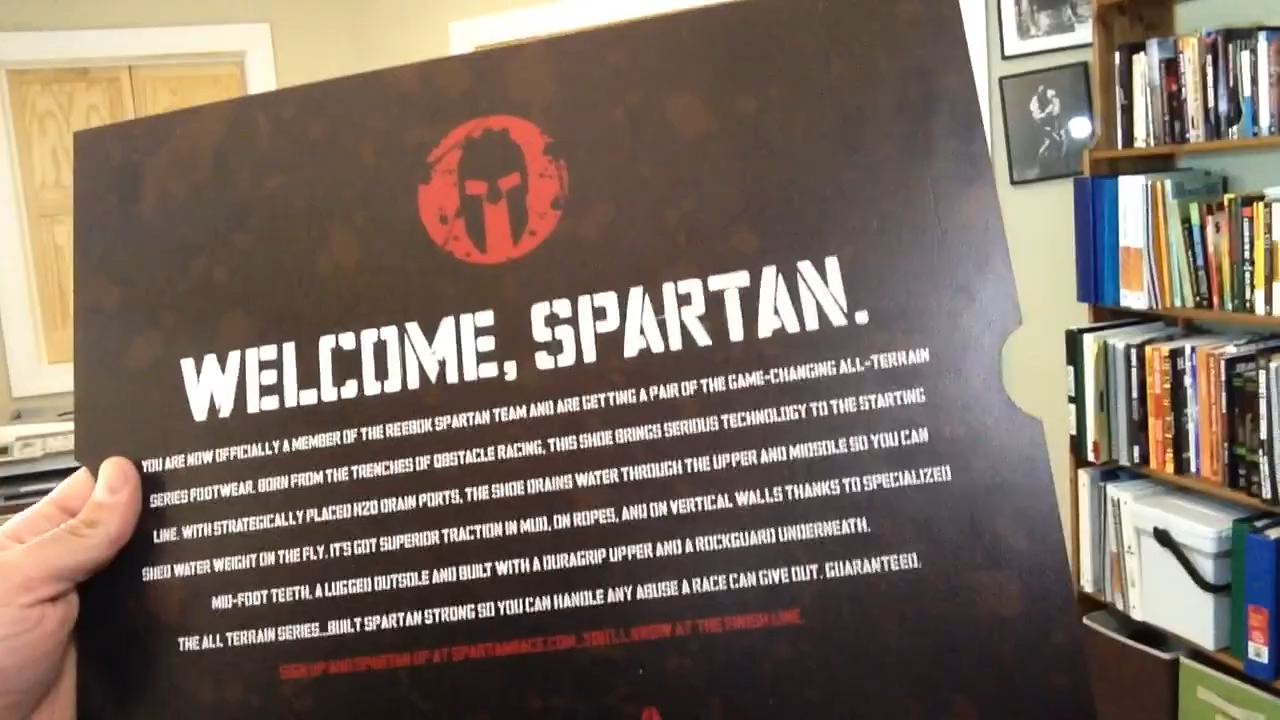 WELCOME, SPARTAN.
YOU ARE NOW OFFICIALLY A MEMBER OF THE REEBOK SPARTAN TEAM AND ARE GETTING A PAIR OF THE GAME-CHANGING ALL-TERRAIN
SERIES FOOTWEAR. BORN FROM THE TRENCHES OF OBSTACLE RACING, THIS SHOE BRINGS SERIOUS TECHNOLOGY TO THE STARTING
LINE. WITH STRATEGICALLY PLACED H20 DRAIN PORTS, THE SHOE DRAINS WATER THROUGH THE UPPER AND MIDSOLE SO YOU CAN
SHED WATER WEIGHT ON THE FLY. IT'S GOT SUPERIOR TRACTION IN MUD, ON ROPES, AND ON VERTICAL WALLS THANKS TO SPECIALIZED
MID-FOOT TEETH, A LUGGED OUTSOLE AND BUILT WITH A DURAGRIP UPPER AND A ROCKGUARD UNDERNEATH.
THE ALL TERRAIN SERIES...BUILT SPARTAN STRONG SO YOU CAN HANDLE ANY ABUSE A RACE CAN GIVE OUT. GUARANTEED.
SIGN UP AND SPARTAN UP AT SPARTANRACE.COM...YOU'LL KNOW AT THE FINISH LINE.